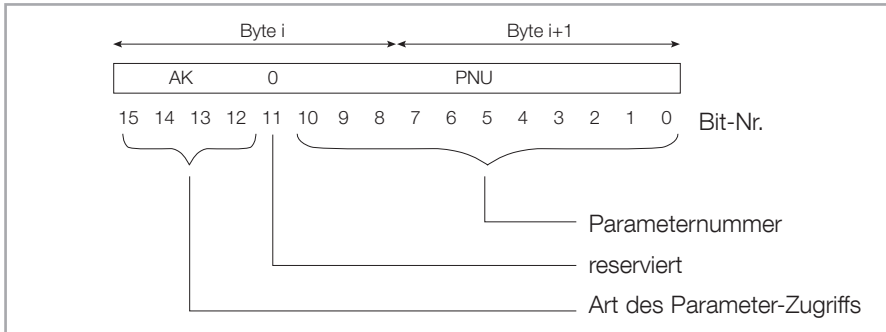 Byte i Byte i+1
AK 0 PNU
15 14 13 12 11 10 9 8 7 6 5 4 3 2 1 0 Bit-Nr.
Parameternummer
reserviert
Art des Parameter-Zugriffs